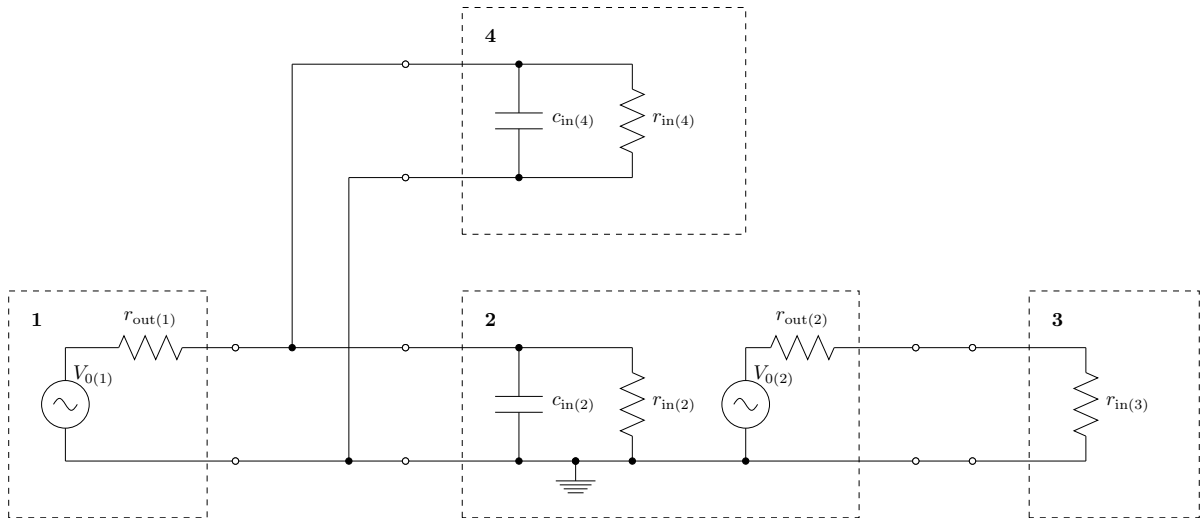 4
c_in(4)
r_in(4)
1
r_out(1)
V_0(1)
2
c_in(2)
r_in(2)
r_out(2)
V_0(2)
3
r_in(3)